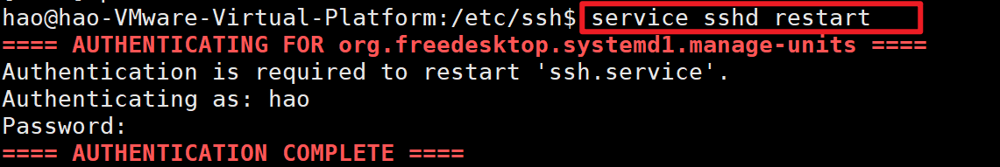 hao@hao-VMware-Virtual-Platform:/etc/ssh$ service sshd restart
==== AUTHENTICATING FOR org.freedesktop.systemd1.manage-units ====
Authentication is required to restart 'ssh.service'.
Authenticating as: hao
Password:
==== AUTHENTICATION COMPLETE ====